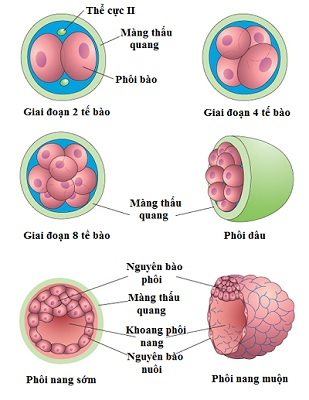 Thể cực II
Màng thấu
quang
Phôi bào
Giai đoạn 2 tế bào
Giai đoạn 4 tế bào
Màng thấu
quang
Giai đoạn 8 tế bào
Phôi dâu
Nguyên bào
phôi
Màng thấu
quang
Khoang phôi
nang
Nguyên bào
nuôi
Phôi nang sớm
Phôi nang muộn